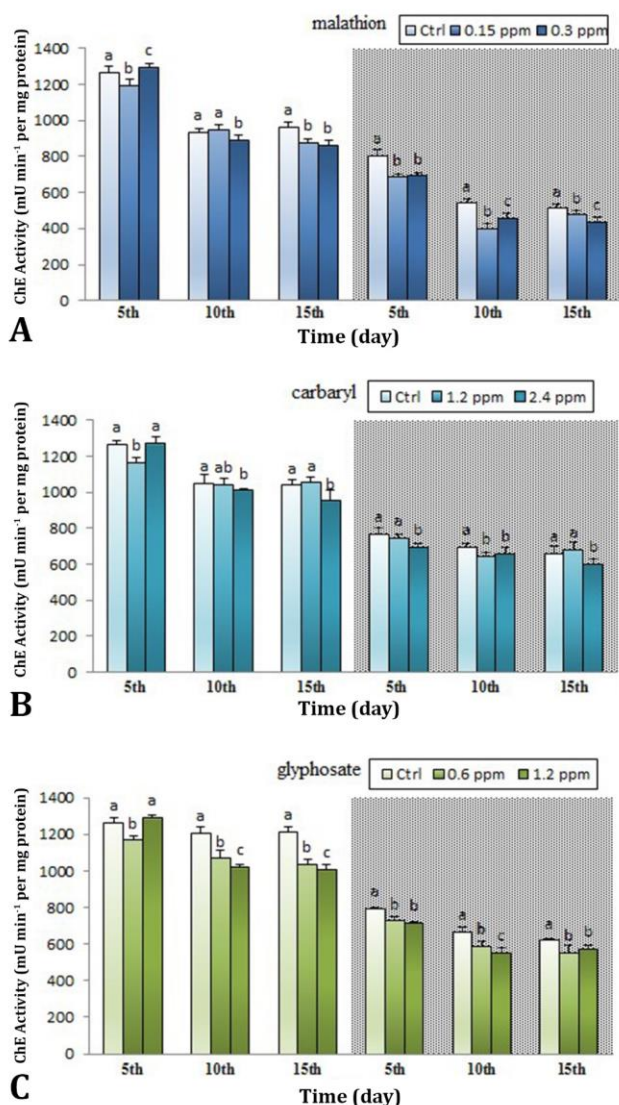 malathion
Ctrl 0.15 ppm 0.3 ppm
ChE Activity (mU min⁻¹ per mg protein)
1400
1200
1000
800
600
400
200
0
a b c a a b a b b a b b a b c a b c
5th 10th 15th 5th 10th 15th
A
Time (day)
carbaryl
Ctrl 1.2 ppm 2.4 ppm
ChE Activity (mU min⁻¹ per mg protein)
1400
1200
1000
800
600
400
200
0
a b a a ab b a a b a a b a b b a a b
5th 10th 15th 5th 10th 15th
B
Time (day)
glyphosate
Ctrl 0.6 ppm 1.2 ppm
ChE Activity (mU min⁻¹ per mg protein)
1400
1200
1000
800
600
400
200
0
a b a a b c a b c a b b a b c a b b
5th 10th 15th 5th 10th 15th
C
Time (day)